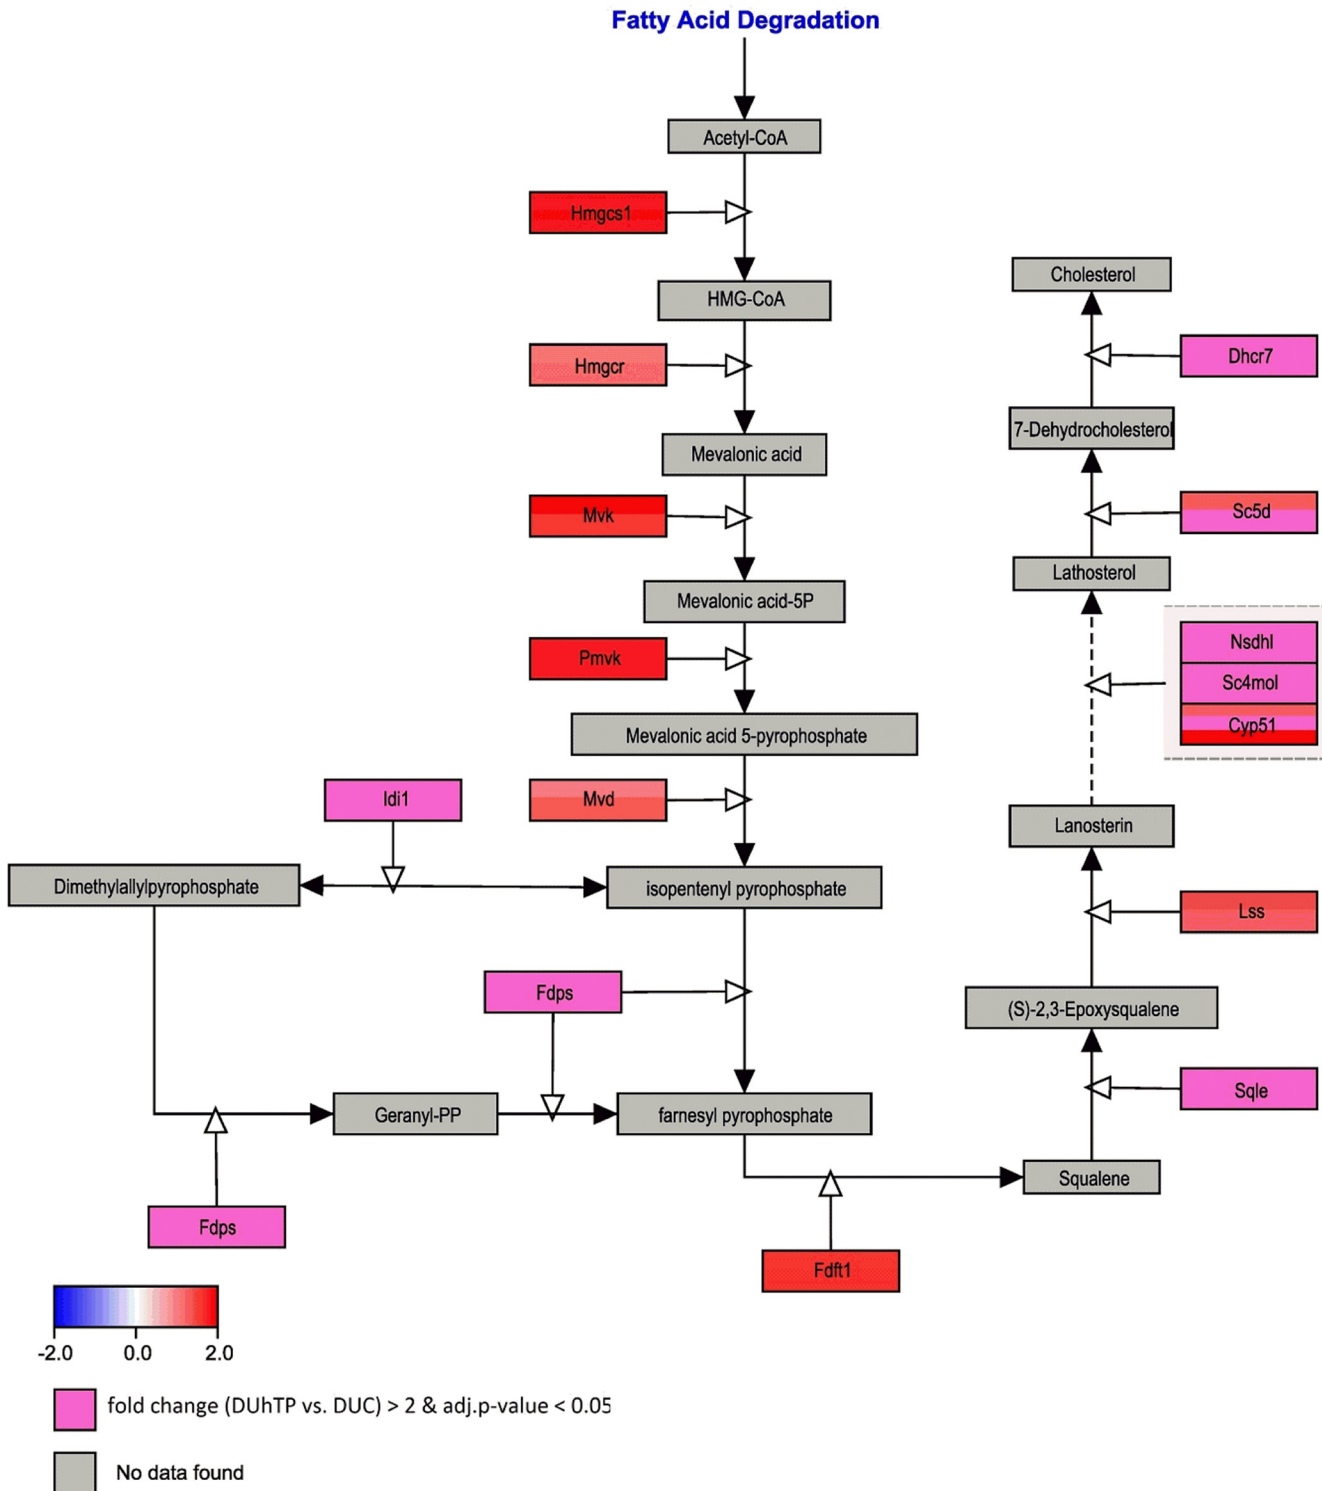 Fatty Acid Degradation
Acetyl-CoA
Hmgcs1
HMG-CoA
Hmgcr
Mevalonic acid
Mvk
Mevalonic acid-5P
Pmvk
Mevalonic acid 5-pyrophosphate
Idi1
Mvd
Dimethylallylpyrophosphate
isopentenyl pyrophosphate
Fdps
Geranyl-PP
farnesyl pyrophosphate
Fdps
Fdft1
Cholesterol
Dhcr7
7-Dehydrocholesterol
Sc5d
Lathosterol
Nsdhl
Sc4mol
Cyp51
Lanosterin
Lss
(S)-2,3-Epoxysqualene
Sqle
Squalene
-2.0 0.0 2.0
fold change (DUhTP vs. DUC) > 2 & adj.p-value < 0.05
No data found